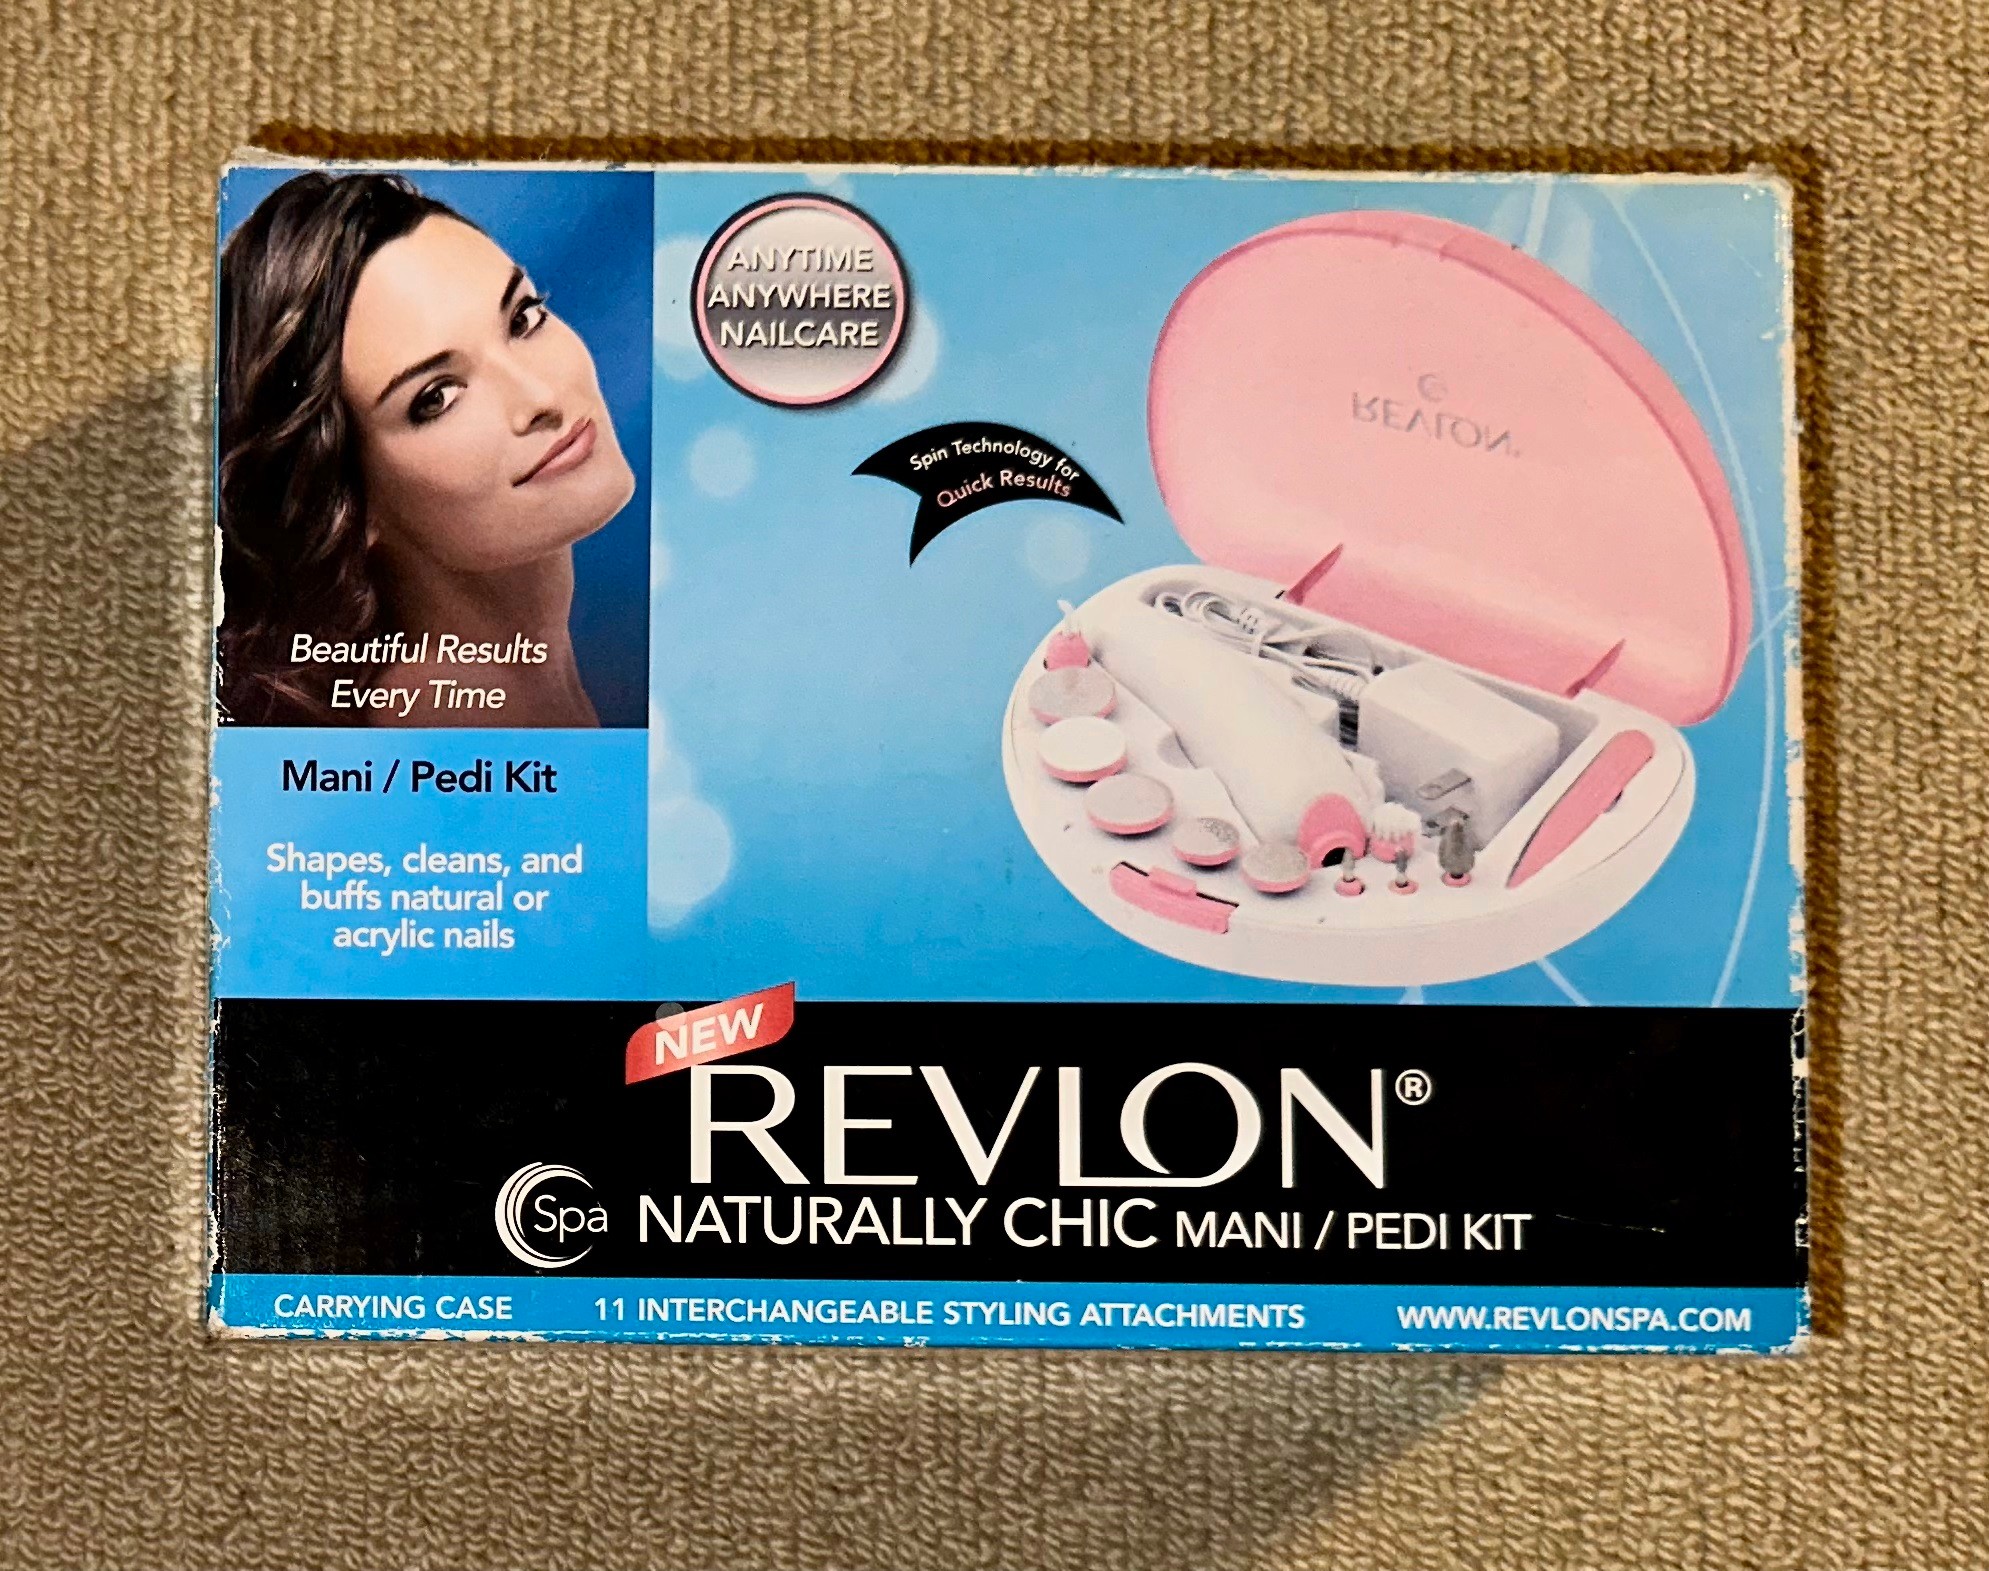 ANYTIME
ANYWHERE
NAILCARE
REVLON
Spin Technology for
Quick Results
Beautiful Results
Every Time
Mani / Pedi Kit
Shapes, cleans, and
buffs natural or
acrylic nails
NEW
REVLON®
Spa NATURALLY CHIC MANI / PEDI KIT
CARRYING CASE 11 INTERCHANGEABLE STYLING ATTACHMENTS WWW.REVLONSPA.COM